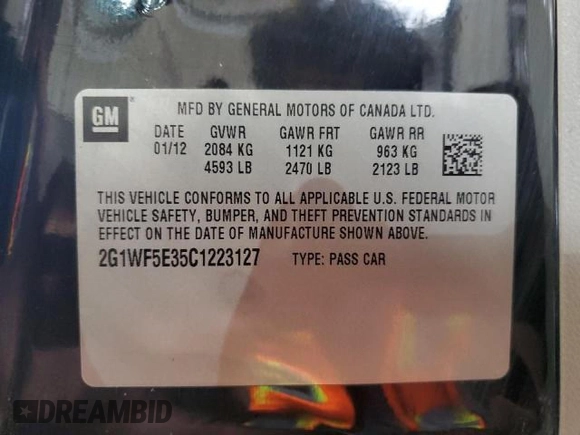 GM
MFD BY GENERAL MOTORS OF CANADA LTD.
DATE GVWR GAWR FRT GAWR RR
01/12 2084 KG 1121 KG 963 KG
4593 LB 2470 LB 2123 LB
THIS VEHICLE CONFORMS TO ALL APPLICABLE U.S. FEDERAL MOTOR
VEHICLE SAFETY, BUMPER, AND THEFT PREVENTION STANDARDS
IN EFFECT ON THE DATE OF MANUFACTURE SHOWN ABOVE.
2G1WF5E35C1223127 TYPE: PASS CAR
DREAMBID